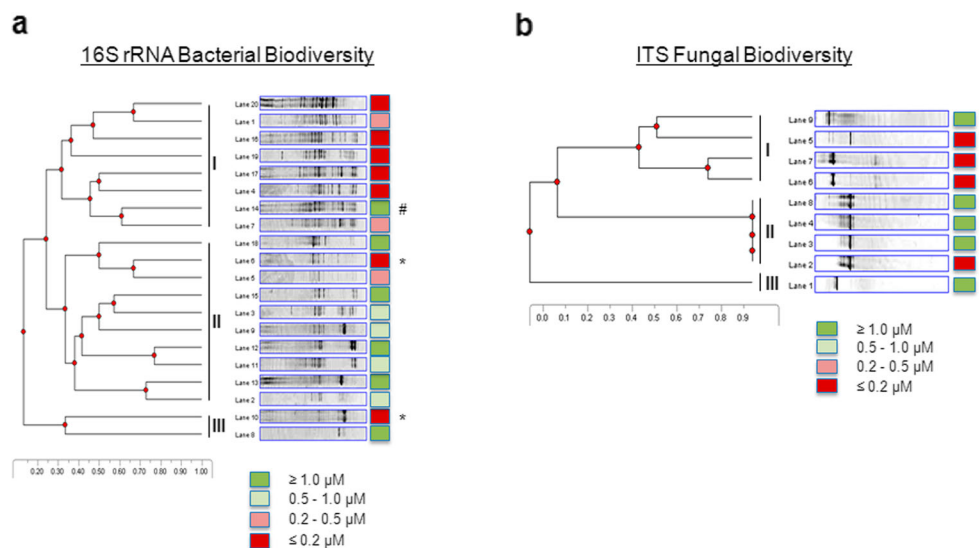 a
16S rRNA Bacterial Biodiversity
Lane 20
Lane 1
Lane 16
Lane 19
Lane 17
Lane 4
Lane 14
#
Lane 7
I
Lane 18
Lane 6
*
Lane 5
Lane 15
Lane 3
Lane 9
Lane 12
Lane 11
Lane 13
Lane 2
II
Lane 10
*
Lane 8
III
0.20 0.30 0.40 0.50 0.60 0.70 0.80 0.90 1.00
≥ 1.0 µM
0.5 - 1.0 µM
0.2 - 0.5 µM
≤ 0.2 µM
b
ITS Fungal Biodiversity
Lane 9
Lane 5
Lane 7
Lane 6
I
Lane 8
Lane 4
Lane 3
Lane 2
II
Lane 1
III
0.0 0.1 0.2 0.3 0.4 0.5 0.6 0.7 0.8 0.9
≥ 1.0 µM
0.5 - 1.0 µM
0.2 - 0.5 µM
≤ 0.2 µM